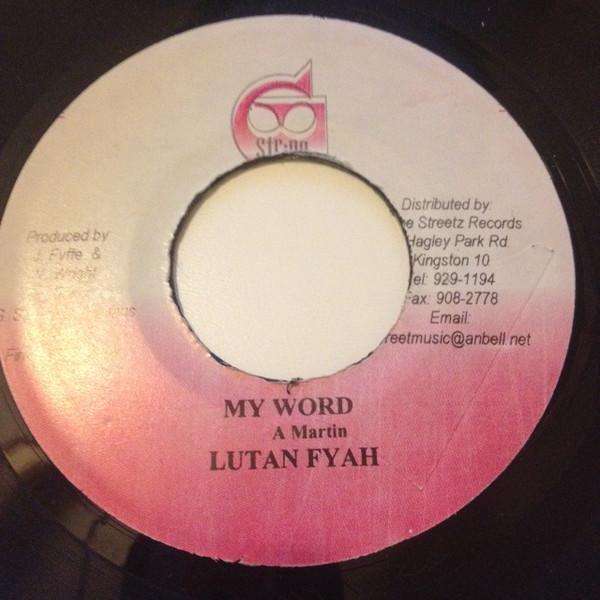 G
String
Produced by
J. Fyffe &
Wright
Distributed by
Streetz Records
Hagley Park Rd.
Kingston 10
Tel: 929-1194
Fax: 908-2778
Email:
reetmusic@anbell.net
MY WORD
A Martin
LUTAN FYAH